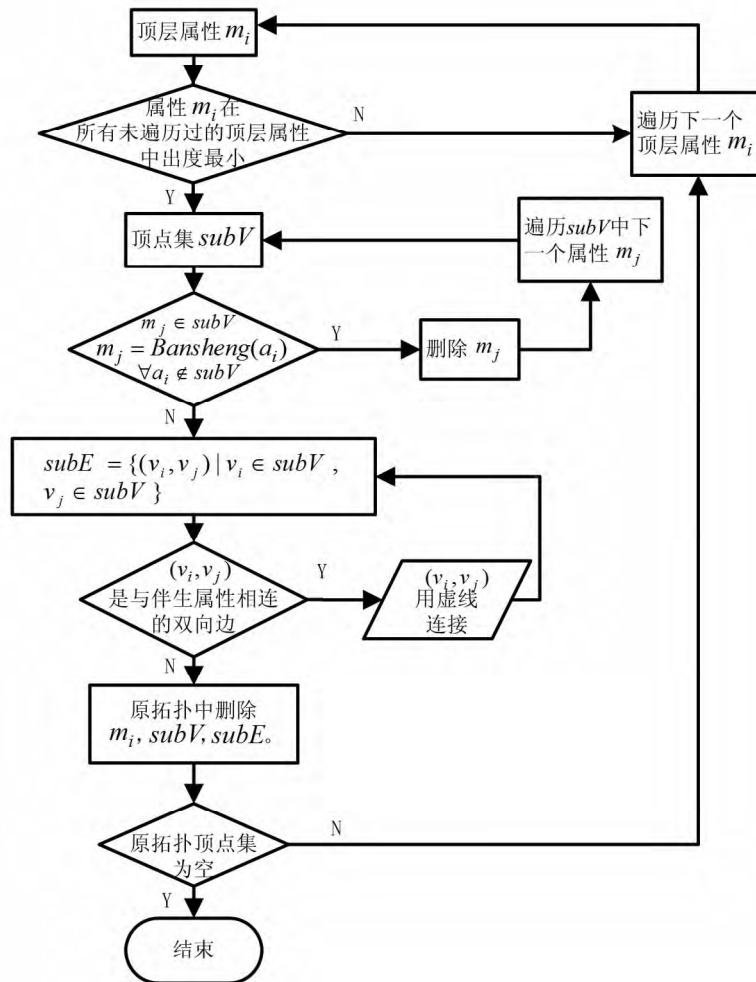 顶层属性 m_i
属性 m_i 在
所有未遍历过的顶层属性
中出度最小
N
遍历下一个
顶层属性 m_i
Y
顶点集 subV
遍历subV中下
一个属性 m_j
m_j ∈ subV
m_j = Bansheng(a_i)
∀a_i ∉ subV
Y
删除 m_j
N
subE = {(v_i, v_j) | v_i ∈ subV ,
v_j ∈ subV }
(v_i, v_j)
是与伴生属性相连
的双向边
Y
(v_i, v_j)
用虚线
连接
N
原拓扑中删除
m_i, subV, subE。
原拓扑顶点集
为空
N
Y
结束